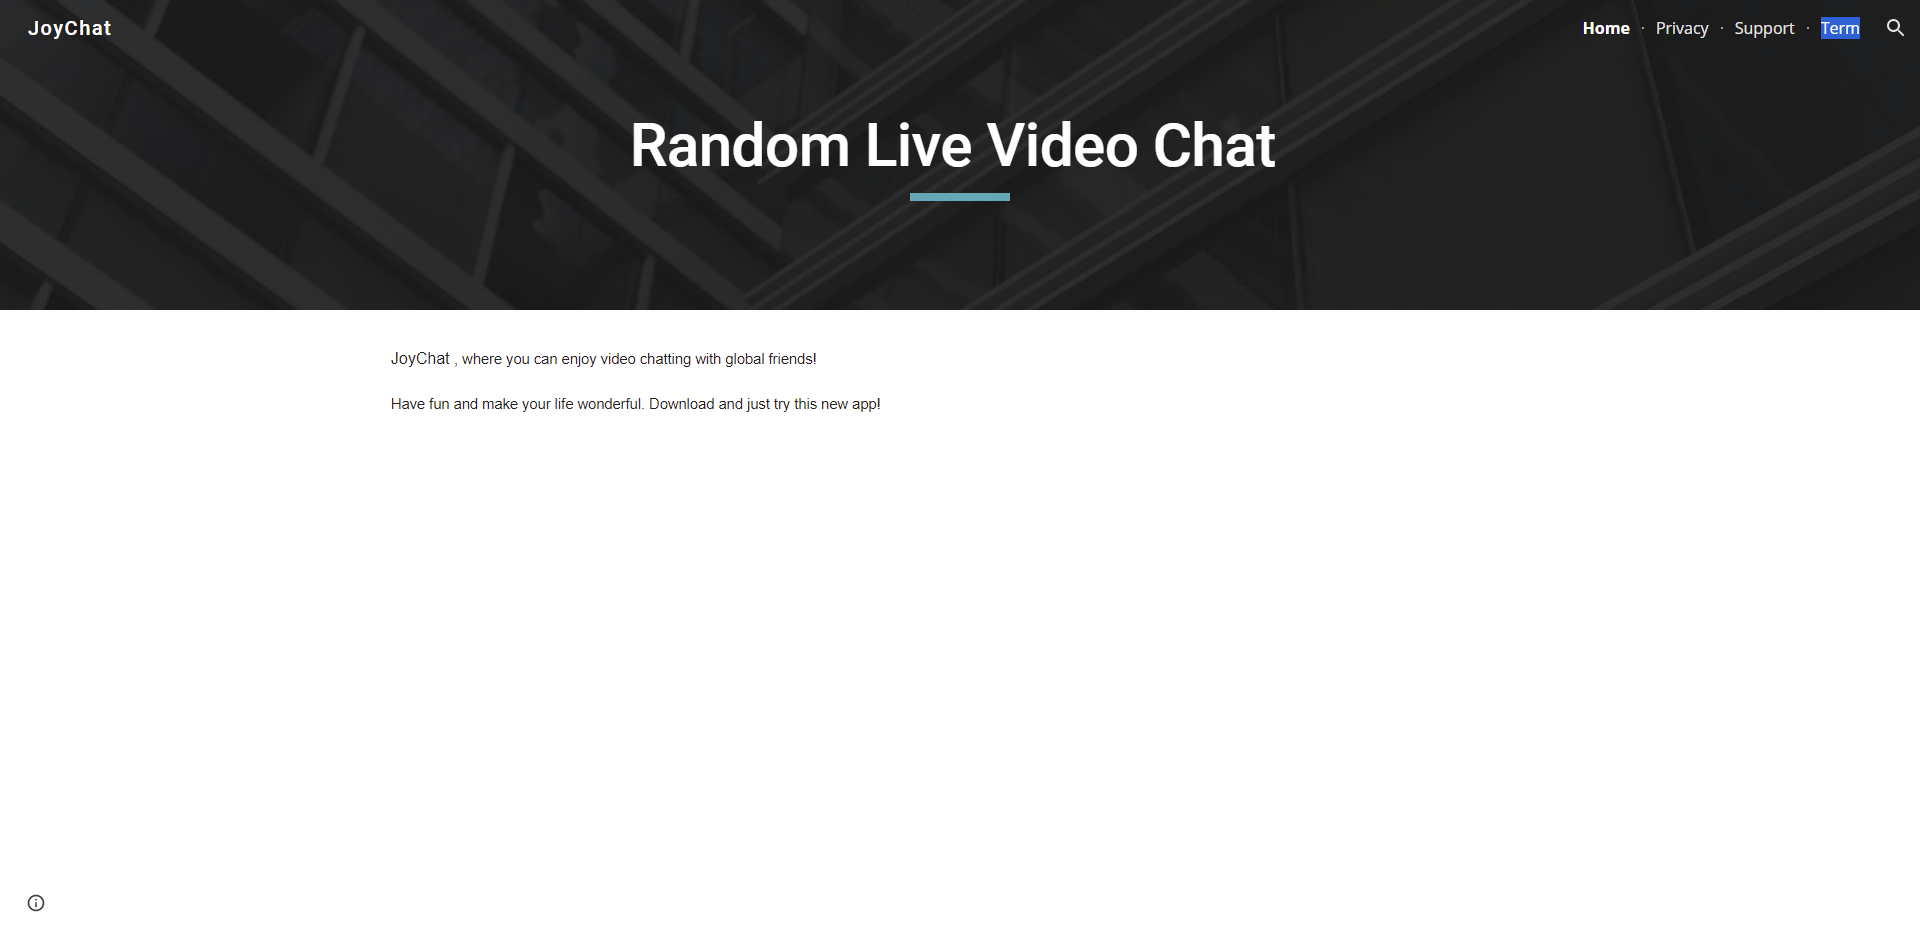 JoyChat
Home · Privacy · Support · Term
Random Live Video Chat
JoyChat , where you can enjoy video chatting with global friends!
Have fun and make your life wonderful. Download and just try this new app!